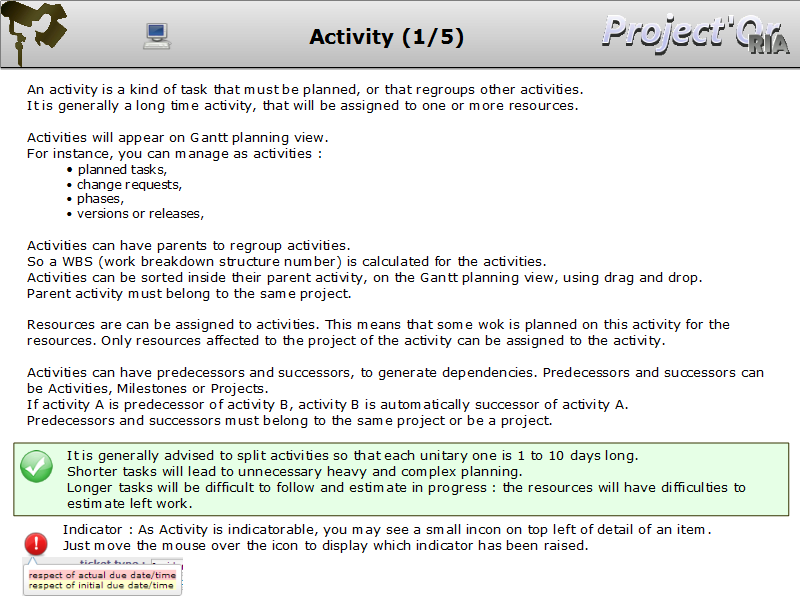 Activity (1/5)
Project'Or
RIA
An activity is a kind of task that must be planned, or that regroups other activities.
It is generally a long time activity, that will be assigned to one or more resources.
Activities will appear on Gantt planning view.
For instance, you can manage as activities :
• planned tasks,
• change requests,
• phases,
• versions or releases,
Activities can have parents to regroup activities.
So a WBS (work breakdown structure number) is calculated for the activities.
Activities can be sorted inside their parent activity, on the Gantt planning view, using drag and drop.
Parent activity must belong to the same project.
Resources are can be assigned to activities. This means that some wok is planned on this activity for the
resources. Only resources affected to the project of the activity can be assigned to the activity.
Activities can have predecessors and successors, to generate dependencies. Predecessors and successors can
be Activities, Milestones or Projects.
If activity A is predecessor of activity B, activity B is automatically successor of activity A.
Predecessors and successors must belong to the same project or be a project.
It is generally advised to split activities so that each unitary one is 1 to 10 days long.
Shorter tasks will lead to unnecessary heavy and complex planning.
Longer tasks will be difficult to follow and estimate in progress : the resources will have difficulties to
estimate left work.
Indicator : As Activity is indicatorable, you may see a small incon on top left of detail of an item.
Just move the mouse over the icon to display which indicator has been raised.
respect of actual due date/time
respect of initial due date/time